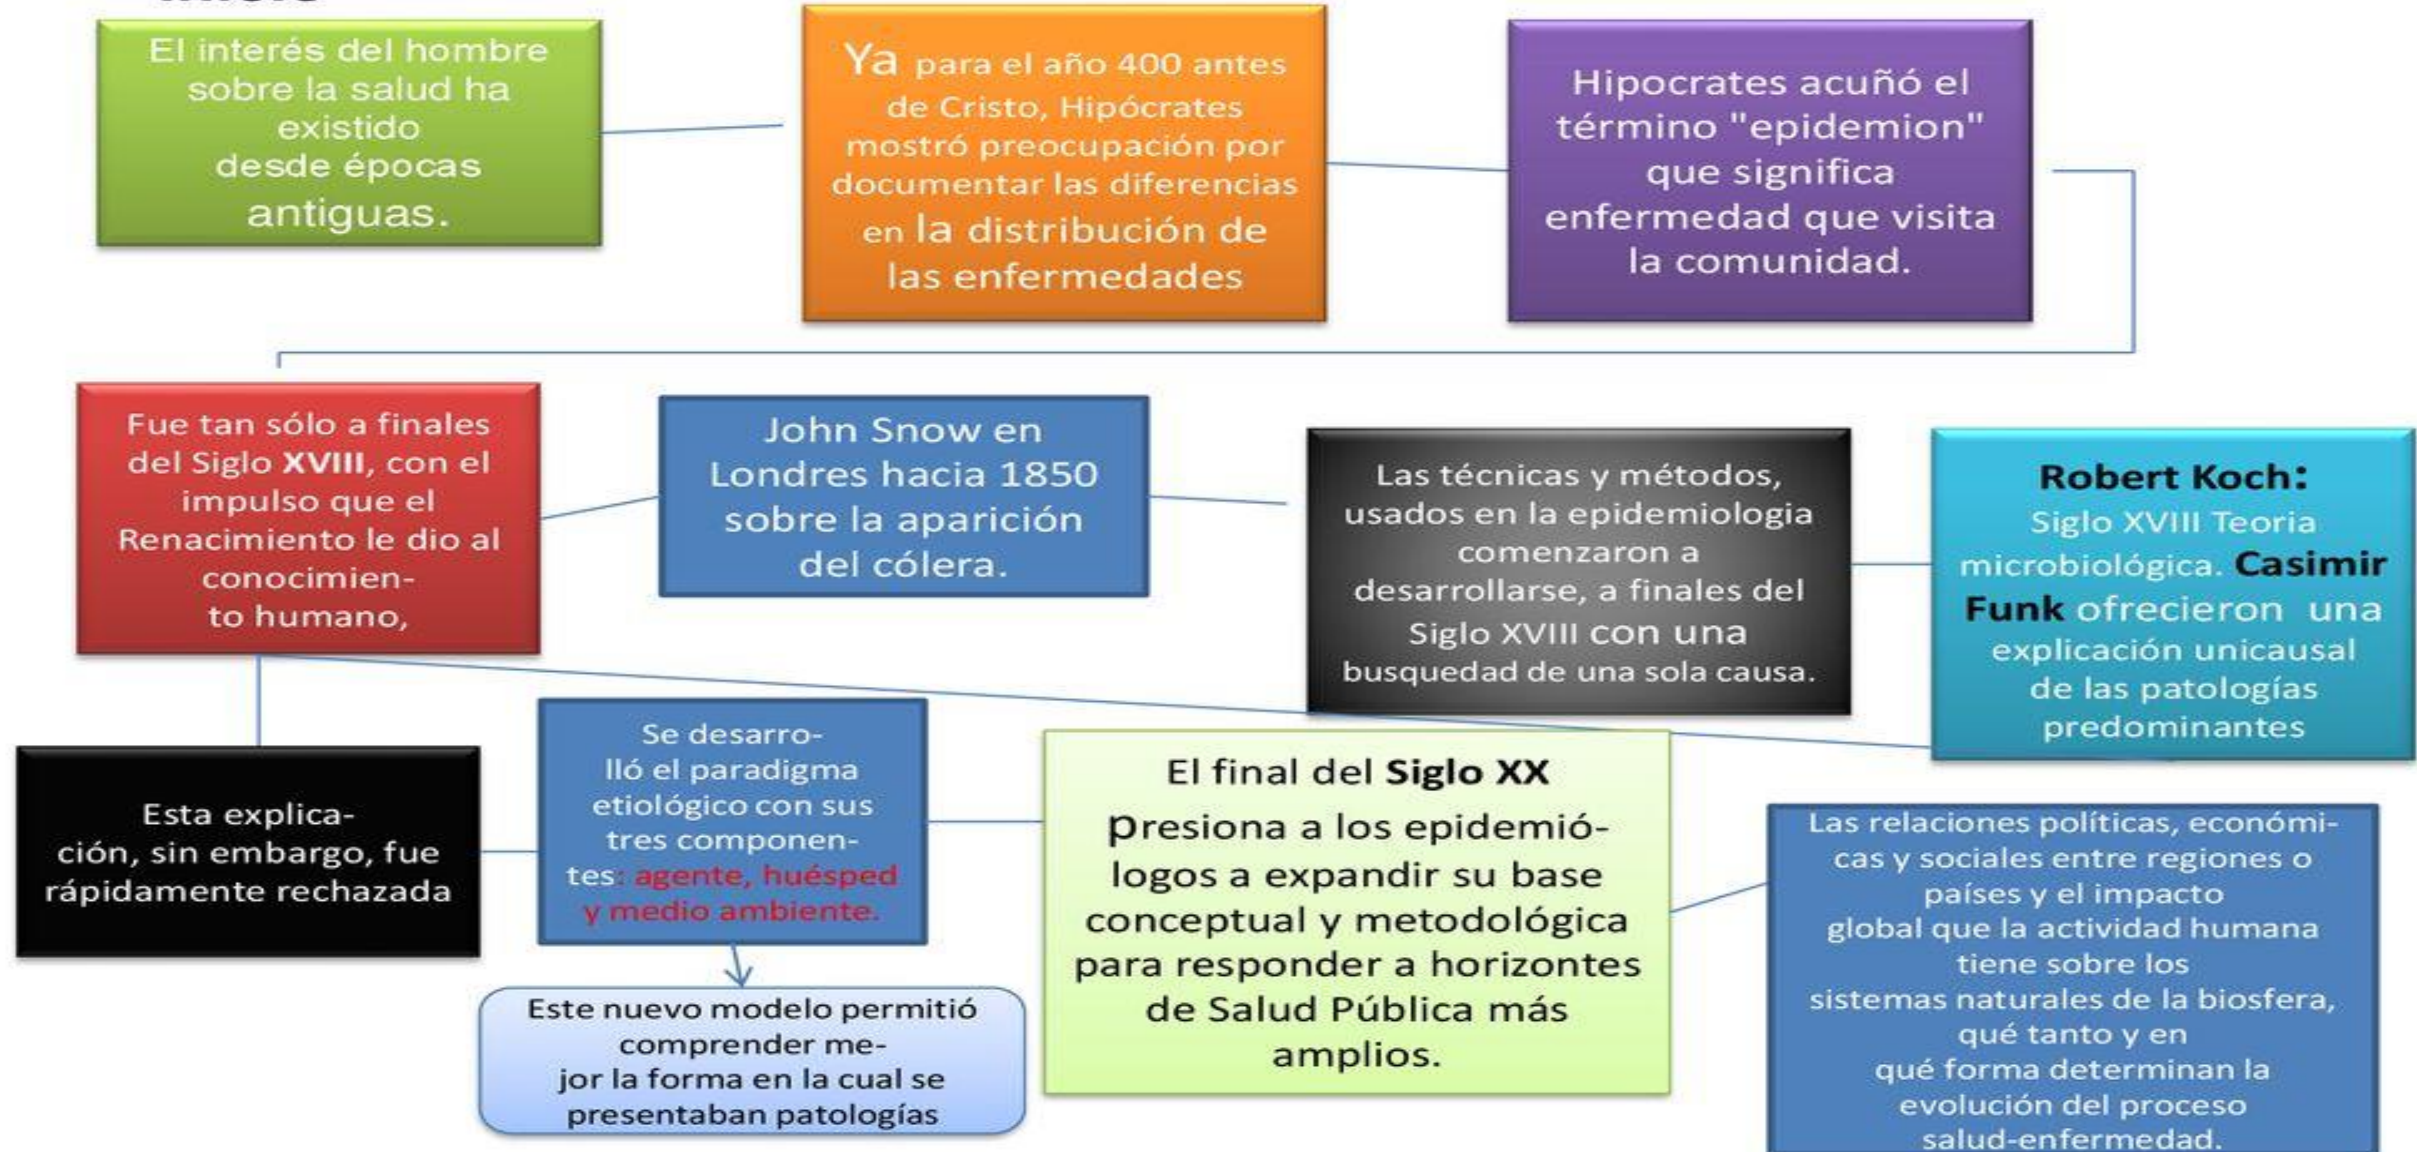 El interés del hombre
sobre la salud ha
existido
desde épocas
antiguas.
Ya para el año 400 antes
de Cristo, Hipócrates
mostró preocupación por
documentar las diferencias
en la distribución de
las enfermedades
Hipocrates acuñó el
término "epidemion"
que significa
enfermedad que visita
la comunidad.
Fue tan sólo a finales
del Siglo XVIII, con el
impulso que el
Renacimiento le dio al
conocimien-
to humano,
John Snow en
Londres hacia 1850
sobre la aparición
del cólera.
Las técnicas y métodos,
usados en la epidemiologia
comenzaron a
desarrollarse, a finales del
Siglo XVIII con una
busquedad de una sola causa.
Robert Koch:
Siglo XVIII Teoria
microbiológica. Casimir
Funk ofrecieron una
explicación unicausal
de las patologías
predominantes
Esta explica-
ción, sin embargo, fue
rápidamente rechazada
Se desarro-
lló el paradigma
etiológico con sus
tres componen-
tes: agente, huésped
y medio ambiente.
Este nuevo modelo permitió
comprender me-
jor la forma en la cual se
presentaban patologías
El final del Siglo XX
presiona a los epidemió-
logos a expandir su base
conceptual y metodológica
para responder a horizontes
de Salud Pública más
amplios.
Las relaciones políticas, económi-
cas y sociales entre regiones o
países y el impacto
global que la actividad humana
tiene sobre los
sistemas naturales de la biosfera,
qué tanto y en
qué forma determinan la
evolución del proceso
salud-enfermedad.